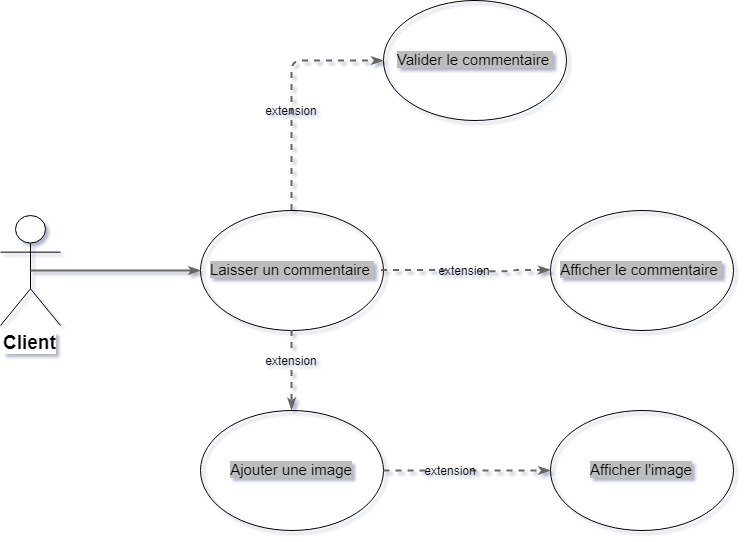 Valider le commentaire
extension
Laisser un commentaire
extension
Afficher le commentaire
Client
extension
Ajouter une image
extension
Afficher l'image